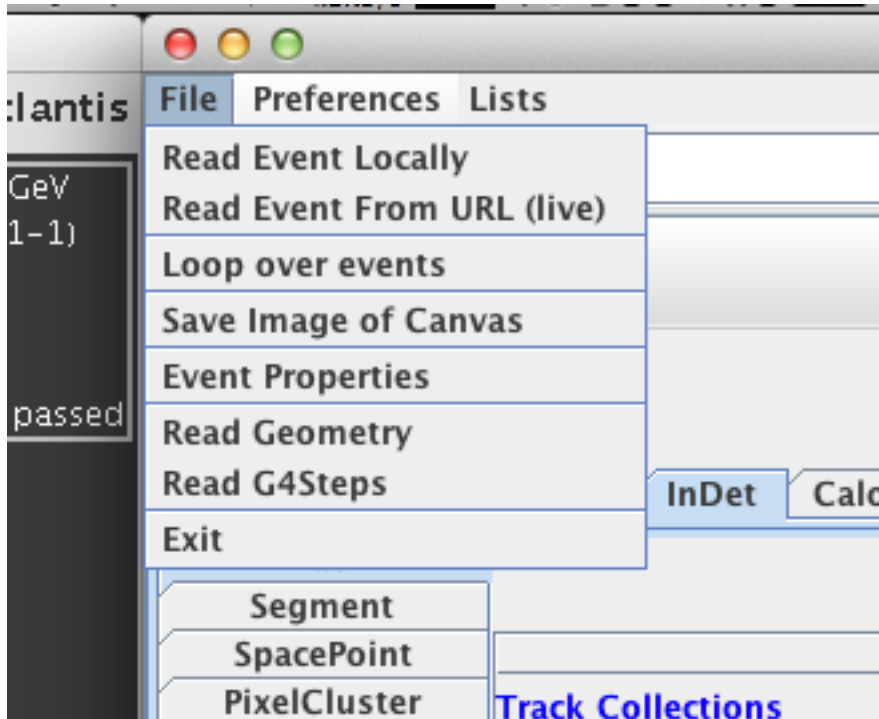 tlantis
GeV
1-1)
passed
File Preferences Lists
Read Event Locally
Read Event From URL (live)
Loop over events
Save Image of Canvas
Event Properties
Read Geometry
Read G4Steps
Exit
InDet Calo
Segment
SpacePoint
PixelCluster
Track Collections